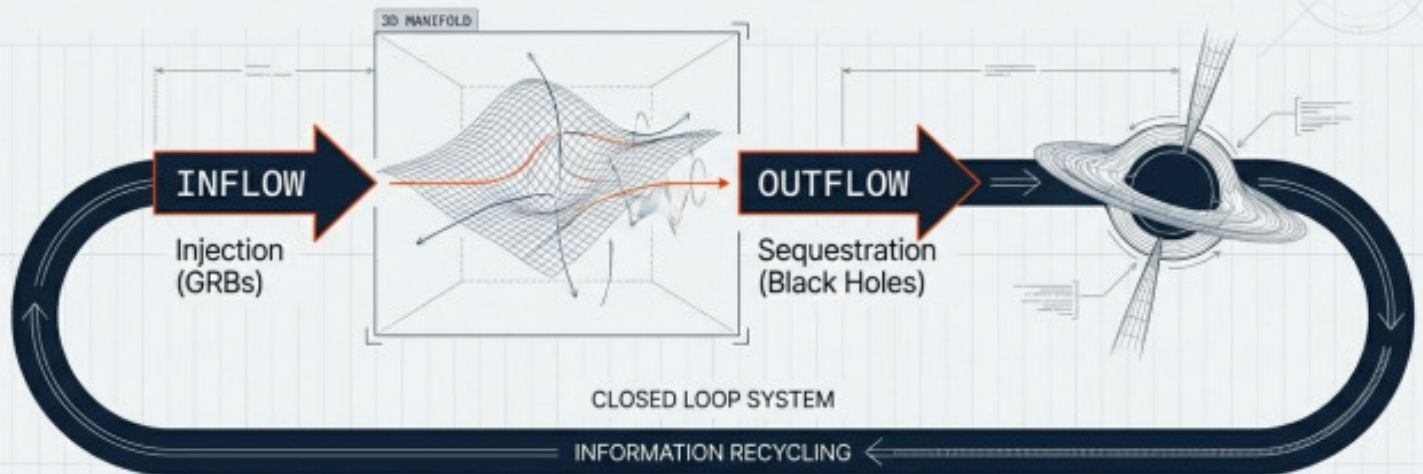 3D MANIFOLD
INFLOW
Injection
(GRBs)
OUTFLOW
Sequestration
(Black Holes)
CLOSED LOOP SYSTEM
INFORMATION RECYCLING